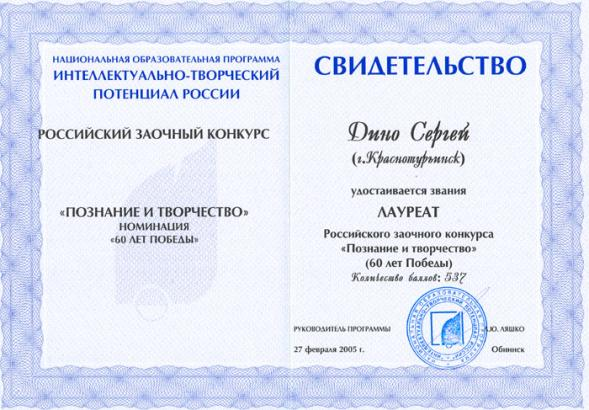 НАЦИОНАЛЬНАЯ ОБРАЗОВАТЕЛЬНАЯ ПРОГРАММА
ИНТЕЛЛЕКТУАЛЬНО-ТВОРЧЕСКИЙ
ПОТЕНЦИАЛ РОССИИ
РОССИЙСКИЙ ЗАОЧНЫЙ КОНКУРС
«ПОЗНАНИЕ И ТВОРЧЕСТВО»
НОМИНАЦИЯ
«60 ЛЕТ ПОБЕДЫ»
СВИДЕТЕЛЬСТВО
Дино Сергей
(г.Краснотурьинск)
удостаивается звания
ЛАУРЕАТ
Российского заочного конкурса
«Познание и творчество»
(60 лет Победы)
Количество баллов: 537
РУКОВОДИТЕЛЬ ПРОГРАММЫ
.Ю. ЛЯШКО
27 февраля 2005 г.
Обнинск